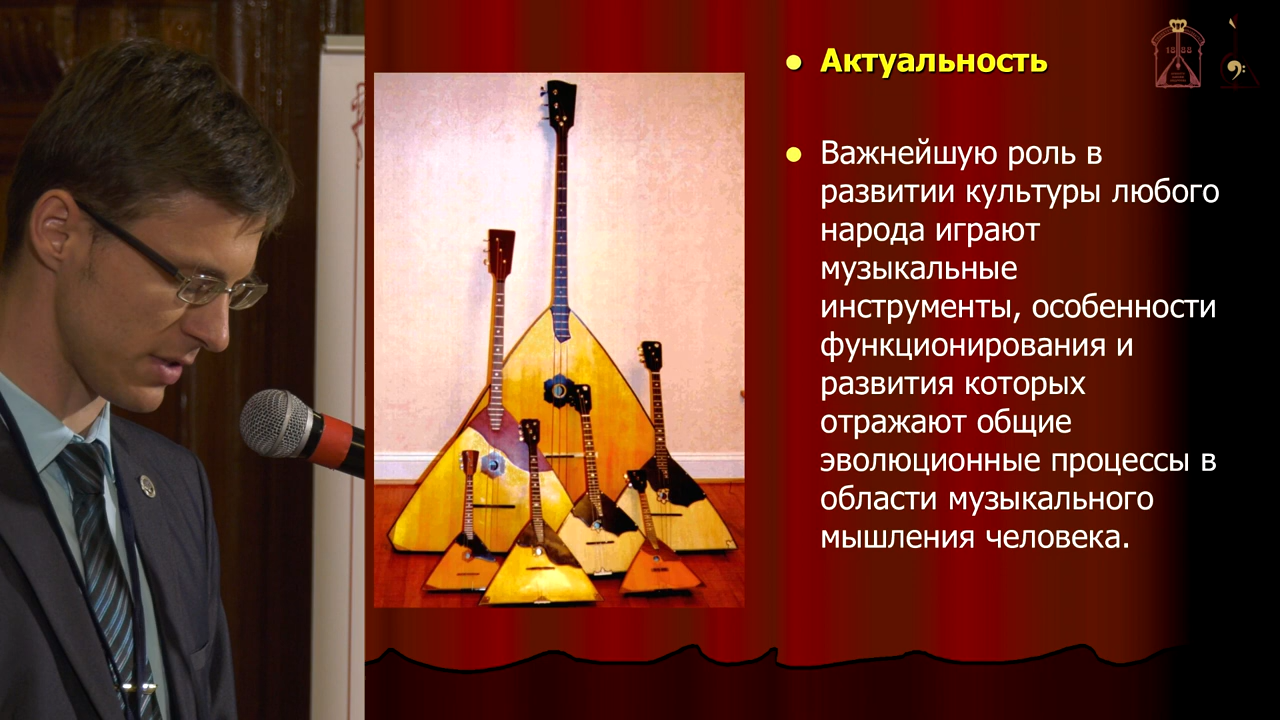 Актуальность
Важнейшую роль в
развитии культуры любого
народа играют
музыкальные
инструменты, особенности
функционирования и
развития которых
отражают общие
эволюционные процессы в
области музыкального
мышления человека.
1888